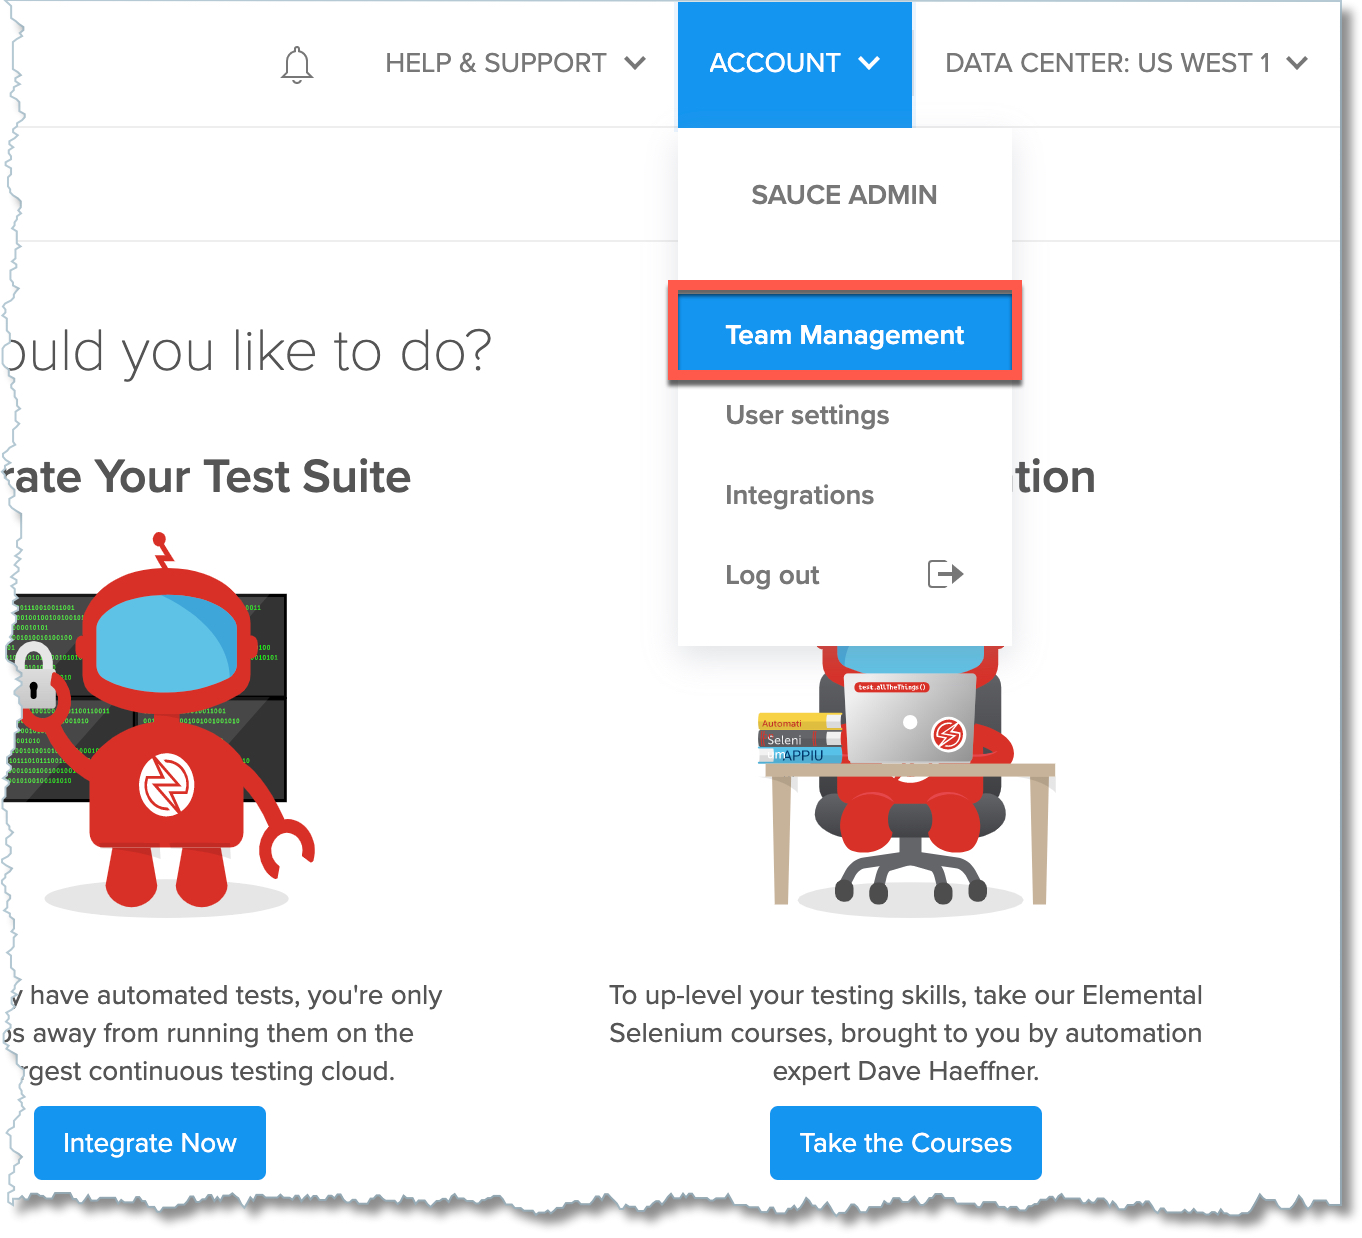 HELP & SUPPORT
ACCOUNT
DATA CENTER: US WEST 1
SAUCE ADMIN
Team Management
User settings
Integrations
Log out
ould you like to do?
rate Your Test Suite
tion
test.allTheThings()
Automati
Seleni
um
APPIU
y have automated tests, you're only
ps away from running them on the
rgest continuous testing cloud.
Integrate Now
To up-level your testing skills, take our Elemental
Selenium courses, brought to you by automation
expert Dave Haeffner.
Take the Courses